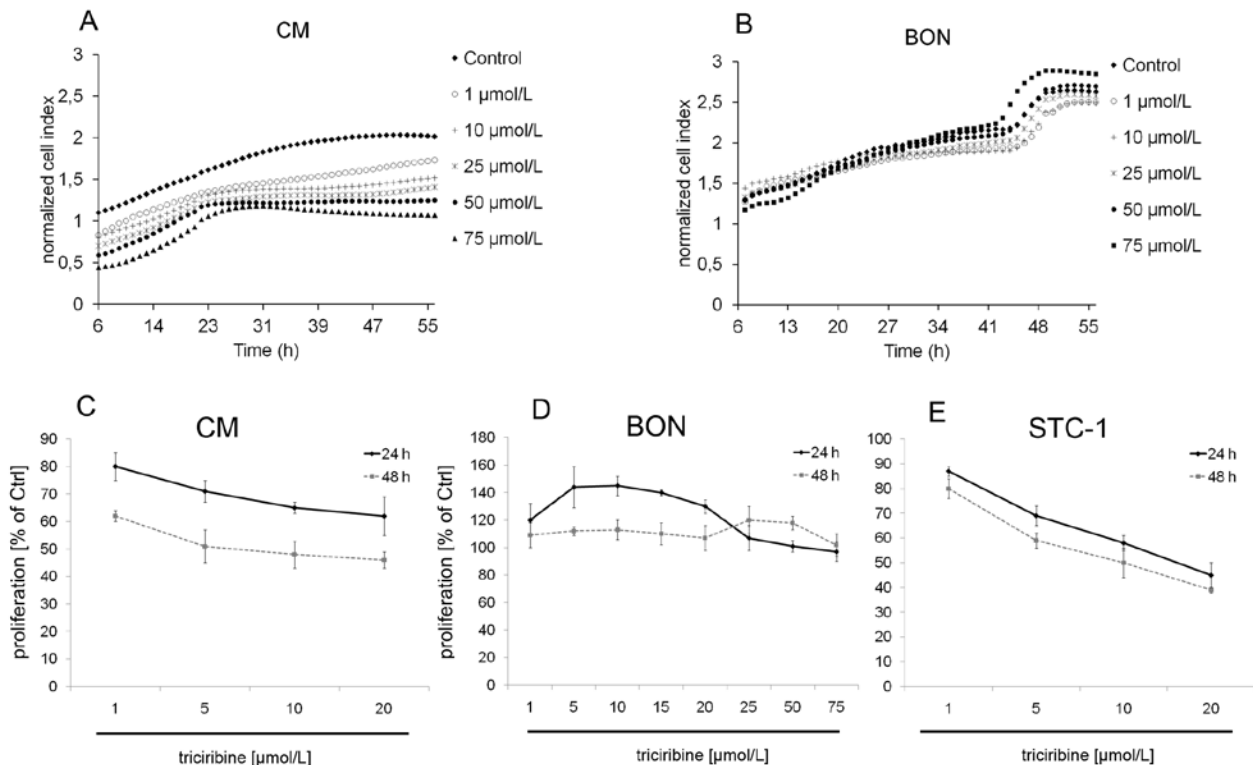 A
CM
normalized cell index
3
2,5
2
1,5
1
0,5
0
6 14 23 31 39 47 55
Time (h)
Control
1 µmol/L
10 µmol/L
25 µmol/L
50 µmol/L
75 µmol/L
B
BON
normalized cell index
3
2,5
2
1,5
1
0,5
0
6 13 20 27 34 41 48 55
Time (h)
Control
1 µmol/L
10 µmol/L
25 µmol/L
50 µmol/L
75 µmol/L
C
CM
24 h
48 h
proliferation [% of Ctrl]
90
80
70
60
50
40
30
20
10
0
1 5 10 20
triciribine [µmol/L]
D
BON
24 h
48 h
proliferation [% of Ctrl]
180
160
140
120
100
80
60
40
20
0
1 5 10 15 20 25 50 75
triciribine [µmol/L]
E
STC-1
24 h
48 h
100
90
80
70
60
50
40
30
20
10
0
1 5 10 20
triciribine [µmol/L]